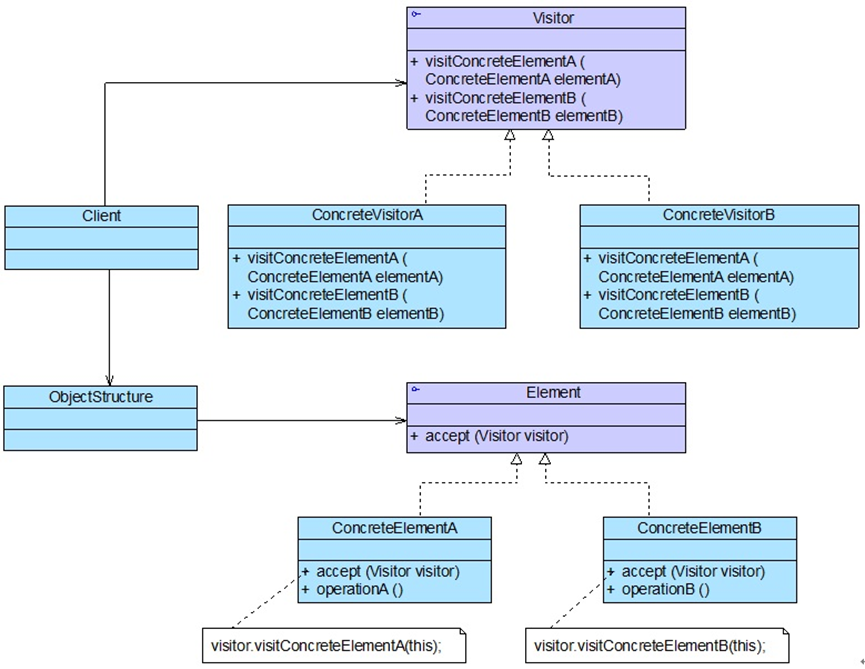 Visitor
+ visitConcreteElementA (
ConcreteElementA elementA)
+ visitConcreteElementB (
ConcreteElementB elementB)
Client
ConcreteVisitorA
+ visitConcreteElementA (
ConcreteElementA elementA)
+ visitConcreteElementB (
ConcreteElementB elementB)
ConcreteVisitorB
+ visitConcreteElementA (
ConcreteElementA elementA)
+ visitConcreteElementB (
ConcreteElementB elementB)
ObjectStructure
Element
+ accept (Visitor visitor)
ConcreteElementA
+ accept (Visitor visitor)
+ operationA ()
ConcreteElementB
+ accept (Visitor visitor)
+ operationB ()
visitor.visitConcreteElementA(this);
visitor.visitConcreteElementB(this);